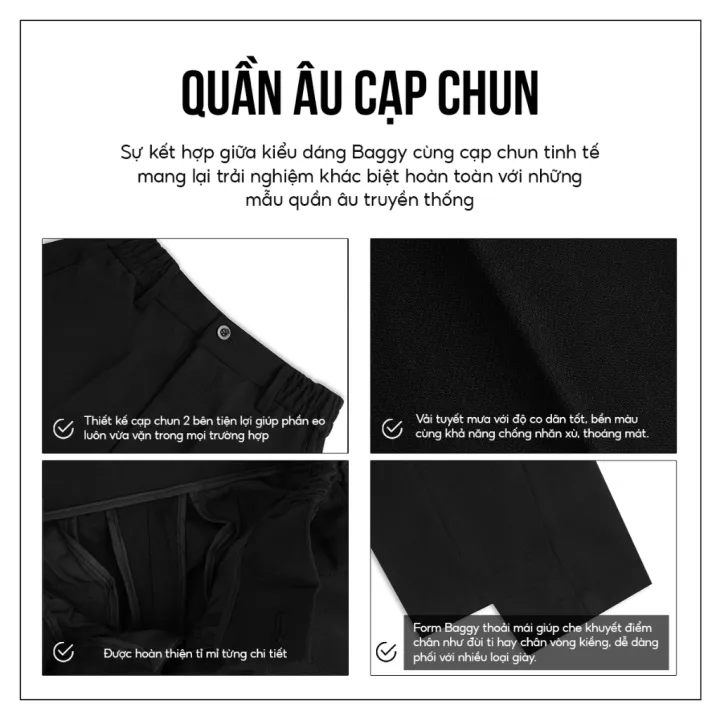 QUẦN ÂU CẠP CHUN
Sự kết hợp giữa kiểu dáng Baggy cùng cạp chun tinh tế
mang lại trải nghiệm khác biệt hoàn toàn với những
mẫu quần âu truyền thống
Thiết kế cạp chun 2 bên tiện lợi giúp phần eo
luôn vừa vặn trong mọi trường hợp
Vải tuyết mưa với độ co dãn tốt, bền màu
cùng khả năng chống nhăn xù, thoáng mát.
Được hoàn thiện tỉ mỉ từng chi tiết
Form Baggy thoải mái giúp che khuyết điểm
chân như đùi ti hay chân vòng kiềng, dễ dàng
phối với nhiều loại giày.